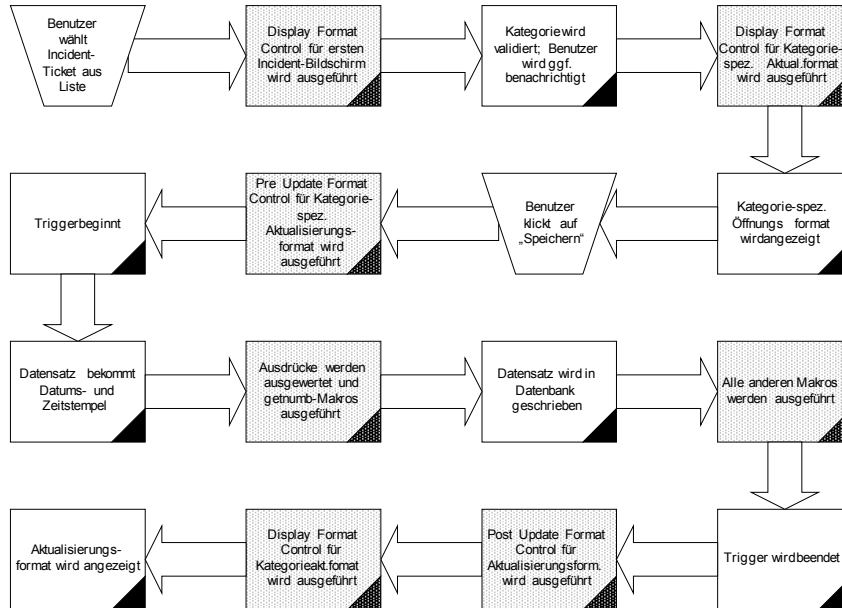 Benutzer
wählt
Incident-
Ticket aus
Liste
Display Format
Control für ersten
Incident-Bildschirm
wird ausgeführt
Kategorie wird
validiert; Benutzer
wird ggf.
benachrichtigt
Display Format
Control für Kategorie-
spez. Aktual.format
wird ausgeführt
Kategorie-spez.
Öffnungs format
wirdangezeigt
Benutzer
klickt auf
„Speichern“
Pre Update Format
Control für Kategorie-
spez.
Aktualisierungs-
format wird
ausgeführt
Triggerbeginnt
Datensatz bekommt
Datums- und
Zeitstempel
Ausdrücke werden
ausgewertet und
getnumb-Makros
ausgeführt
Datensatz wird in
Datenbank
geschrieben
Alle anderen Makros
werden ausgeführt
Trigger wirdbeendet
Post Update Format
Control für
Aktualisierungsform.
wird ausgeführt
Display Format
Control für
Kategorieakt.fomat
wird ausgeführt
Aktualisierungs-
format wird angezeigt